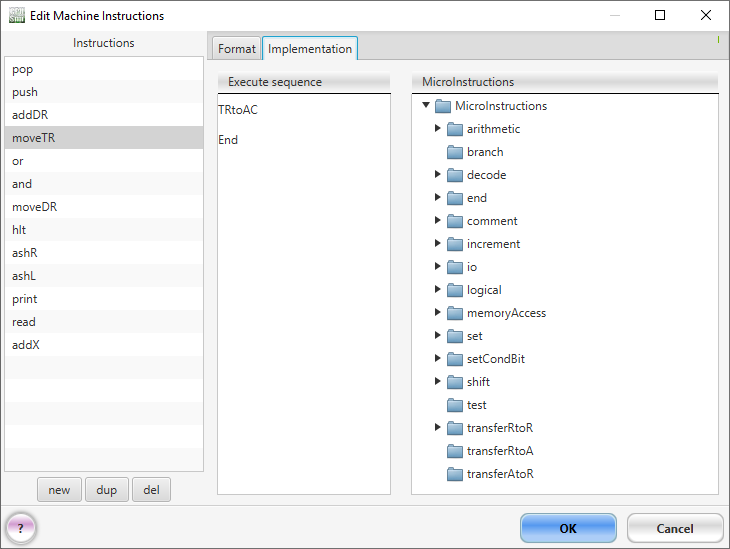 Edit Machine Instructions
Instructions
pop
push
addDR
moveTR
or
and
moveDR
hlt
ashR
ashL
print
read
addX
new dup del
Format Implementation
Execute sequence
TRtoAC
End
MicroInstructions
MicroInstructions
arithmetic
branch
decode
end
comment
increment
io
logical
memoryAccess
set
setCondBit
shift
test
transferRtoR
transferRtoA
transferAtoR
?
OK Cancel